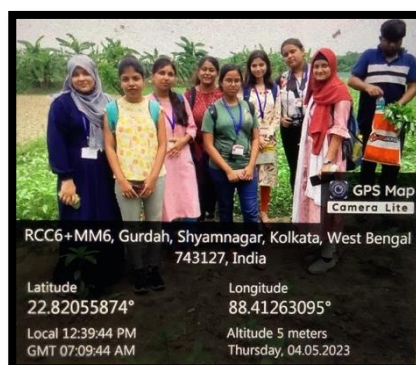 GPS Map
Camera Lite
RCC6+MM6, Gurdah, Shyamnagar, Kolkata, West Bengal
743127, India
Latitude
22.82055874°
Longitude
88.41263095°
Local 12:39:44 PM
GMT 07:09:44 AM
Altitude 5 meters
Thursday, 04.05.2023